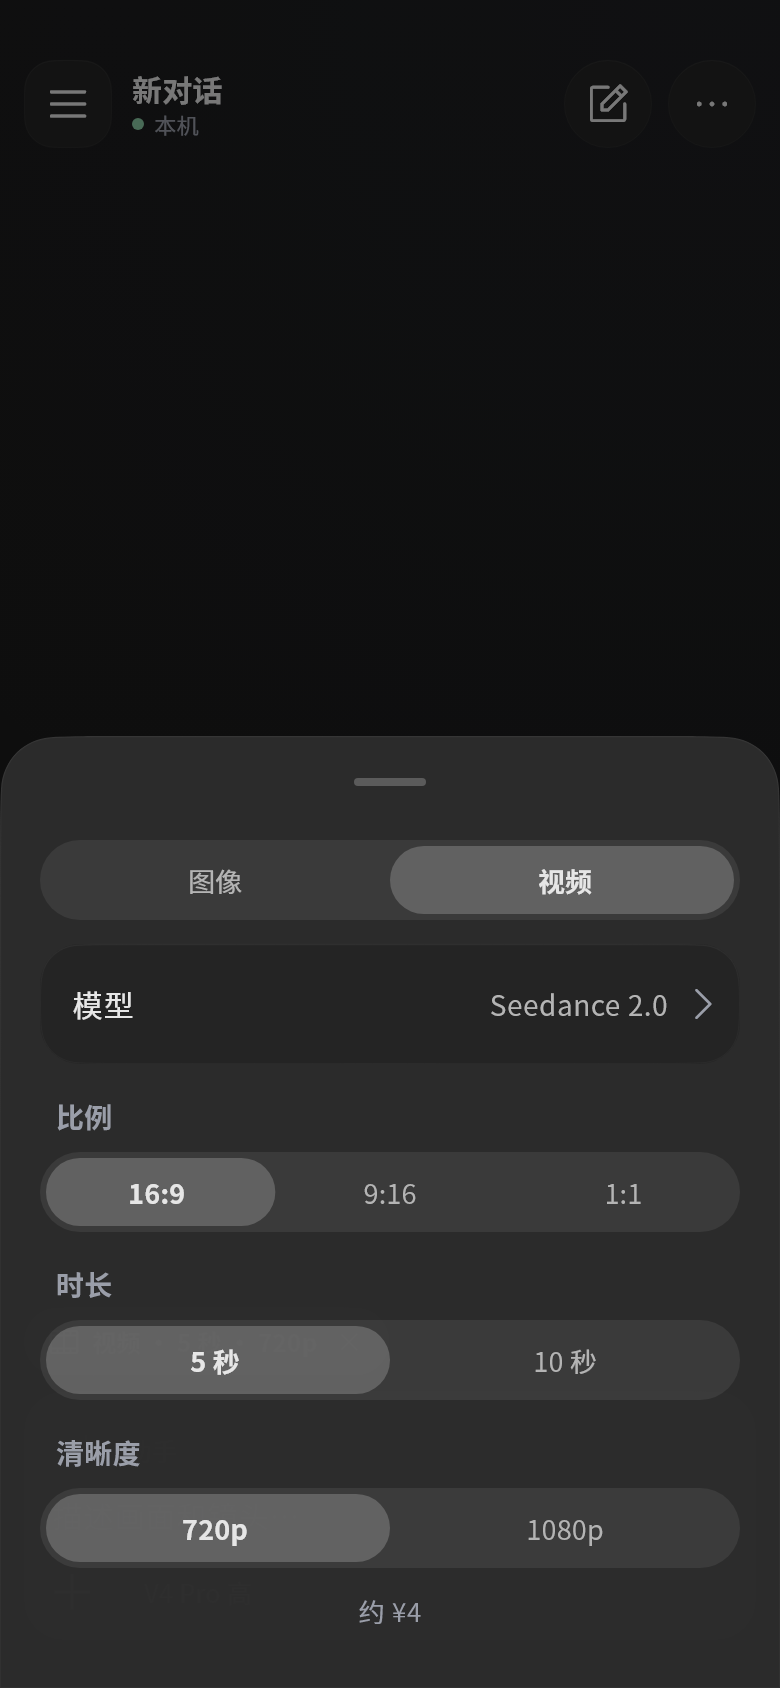 新对话
本机
图像
视频
模型
Seedance 2.0
比例
16:9
9:16
1:1
时长
5 秒
10 秒
清晰度
720p
1080p
约 ¥4